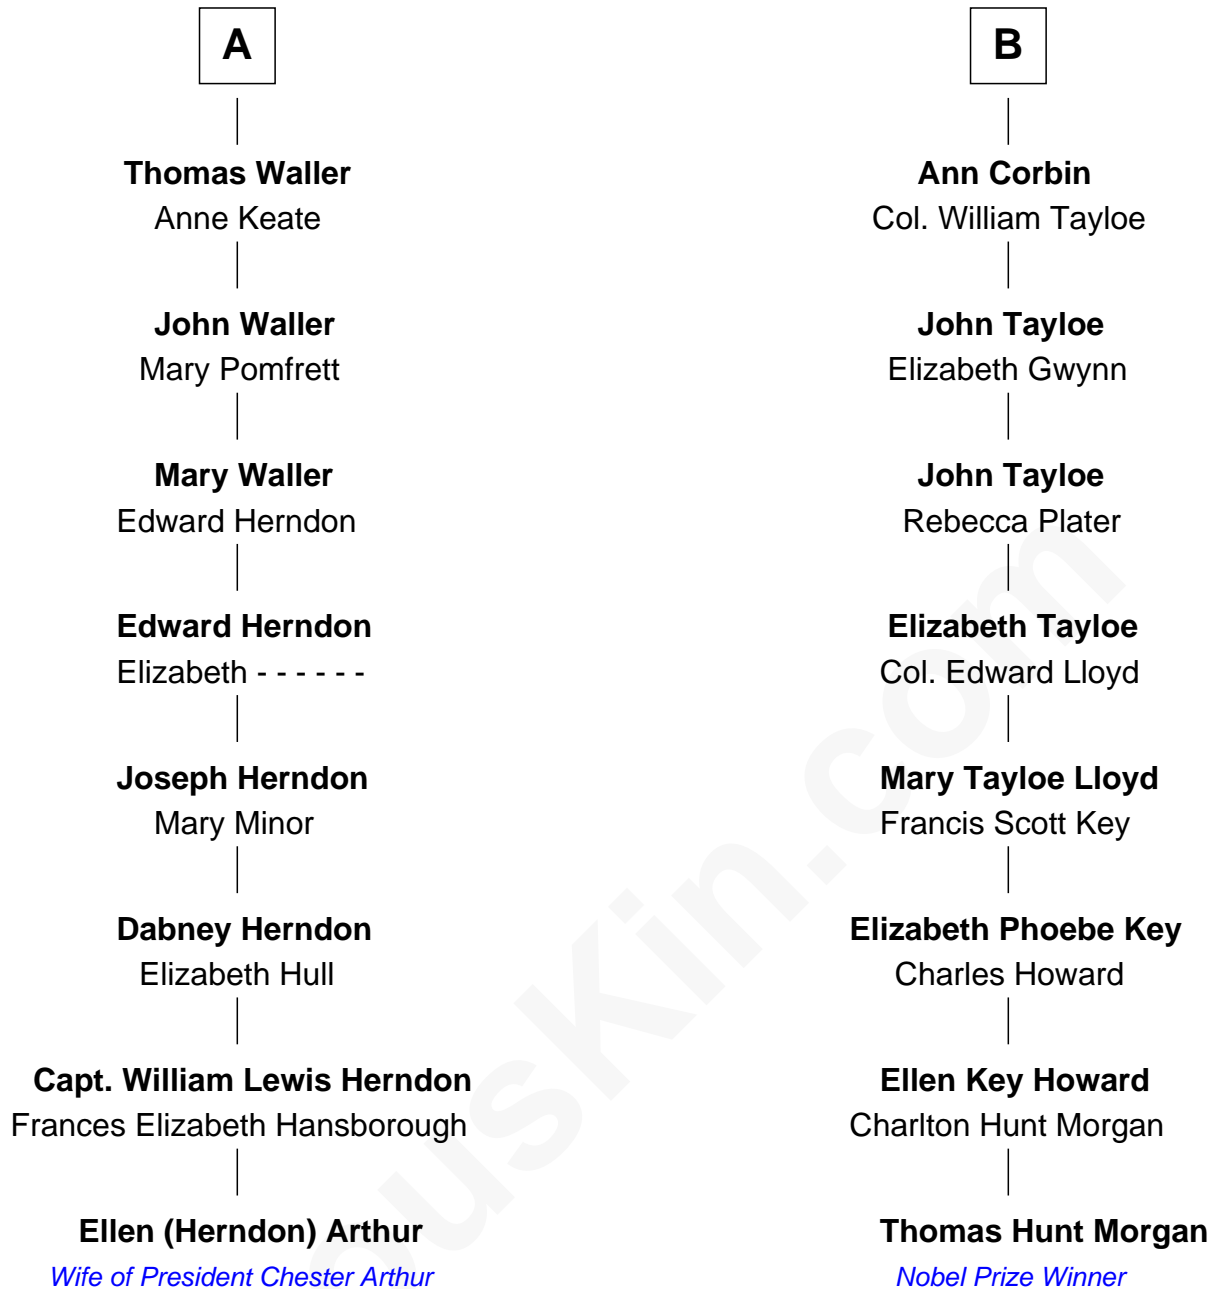 A
Thomas Waller
Anne Keate
John Waller
Mary Pomfrett
Mary Waller
Edward Herndon
Edward Herndon
Elizabeth - - - - - -
Joseph Herndon
Mary Minor
Dabney Herndon
Elizabeth Hull
Capt. William Lewis Herndon
Frances Elizabeth Hansborough
Ellen (Herndon) Arthur
Wife of President Chester Arthur
B
Ann Corbin
Col. William Tayloe
John Tayloe
Elizabeth Gwynn
John Tayloe
Rebecca Plater
Elizabeth Tayloe
Col. Edward Lloyd
Mary Tayloe Lloyd
Francis Scott Key
Elizabeth Phoebe Key
Charles Howard
Ellen Key Howard
Charlton Hunt Morgan
Thomas Hunt Morgan
Nobel Prize Winner
ousKin.com